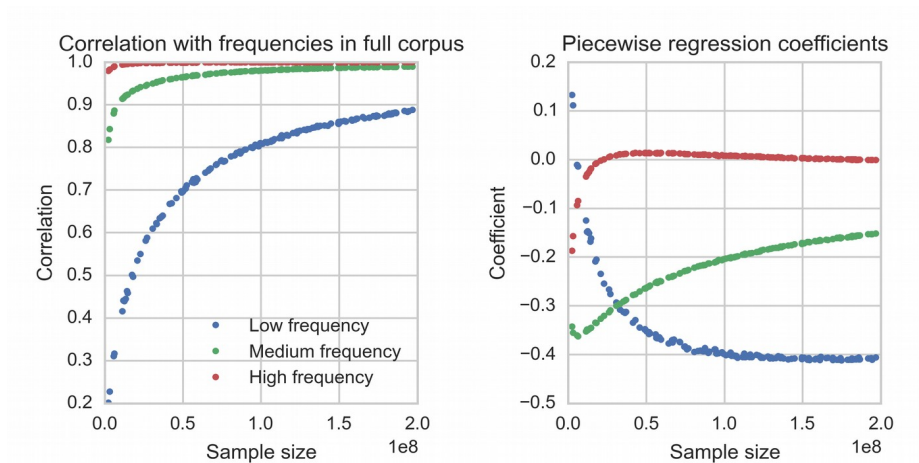 Correlation with frequencies in full corpus
1.0
0.9
0.8
0.7
0.6
0.5
0.4
0.3
0.2
Correlation
Low frequency
Medium frequency
High frequency
0.0 0.5 1.0 1.5 2.0
1e8
Sample size
Piecewise regression coefficients
0.2
0.1
0.0
−0.1
−0.2
−0.3
−0.4
−0.5
Coefficient
0.0 0.5 1.0 1.5 2.0
1e8
Sample size